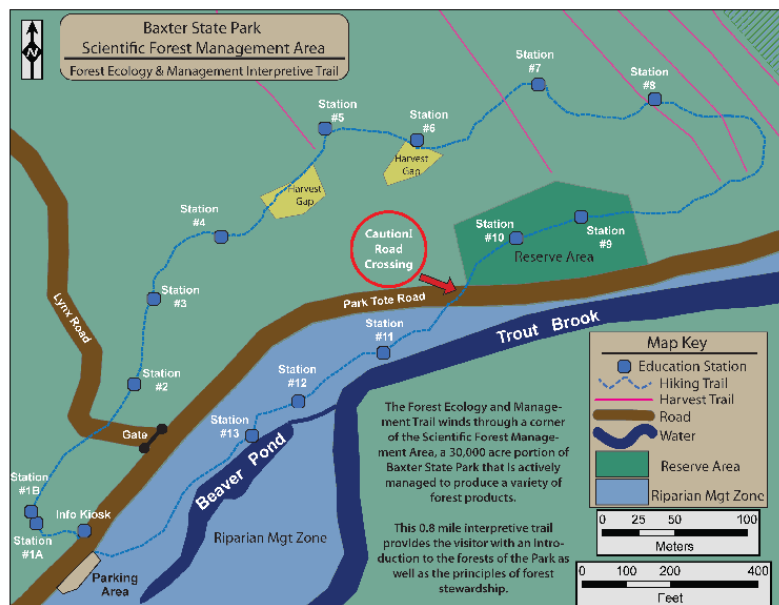 Baxter State Park
Scientific Forest Management Area
Forest Ecology & Management Interpretive Trail
N
Station
#7
Station
#8
Station
#5
Station
#6
Harvest
Gap
Harvest
Gap
Station
#4
Station
#10
Station
#9
Reserve Area
Caution!
Road
Crossing
Station
#3
Lynx Road
Park Tote Road
Station
#11
Trout Brook
Station
#2
Station
#12
Gate
Station
#13
Beaver Pond
Station
#1B
Info Kiosk
Station
#1A
Parking
Area
Riparian Mgt Zone
The Forest Ecology and Manage-
ment Trail winds through a corner
of the Scientific Forest Manage-
ment Area, a 30,000 acre portion of
Baxter State Park that is actively
managed to produce a variety of
forest products.
This 0.8 mile interpretive trail
provides the visitor with an Intro-
duction to the forests of the Park as
well as the principles of forest
stewardship.
Map Key
Education Station
Hiking Trail
Harvest Trail
Road
Water
Reserve Area
Riparian Mgt Zone
0 25 50 100
Meters
0 100 200 400
Feet